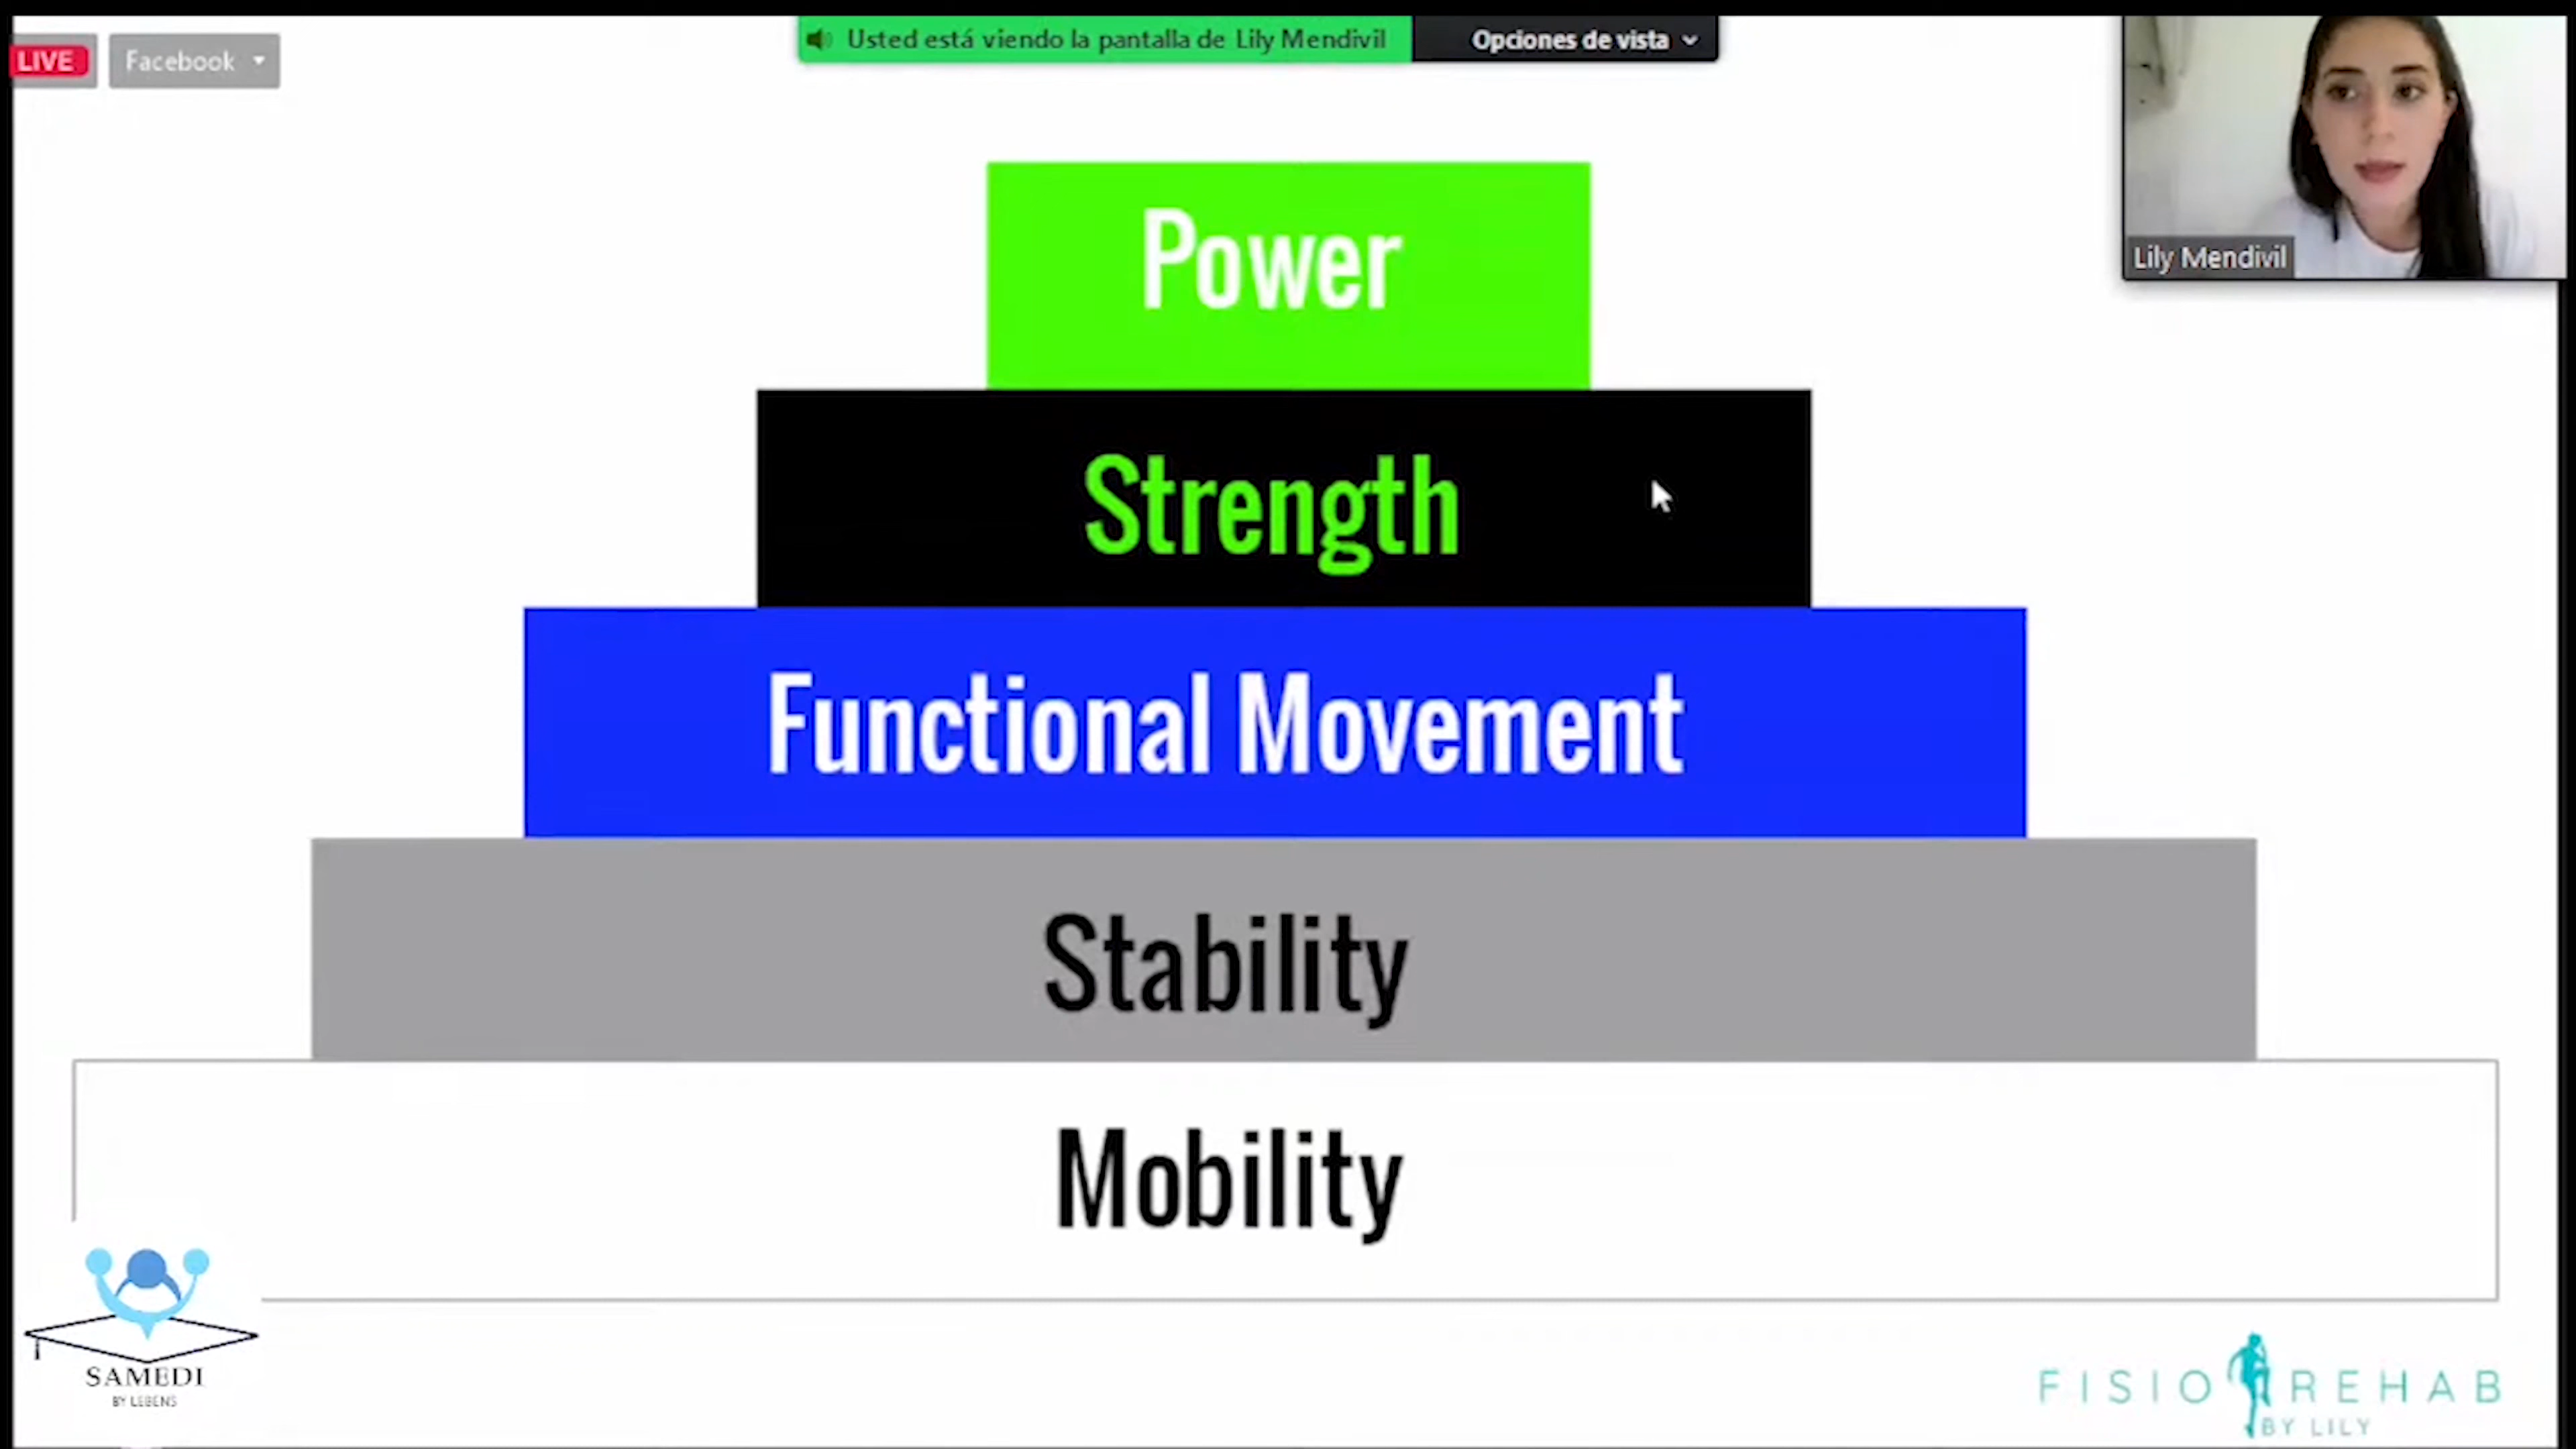 LIVE
Facebook
Usted está viendo la pantalla de Lily Mendivil
Opciones de vista
Lily Mendivil
Power
Strength
Functional Movement
Stability
Mobility
SAMEDI
BY LEBENS
FISIO REHAB
BY LILY